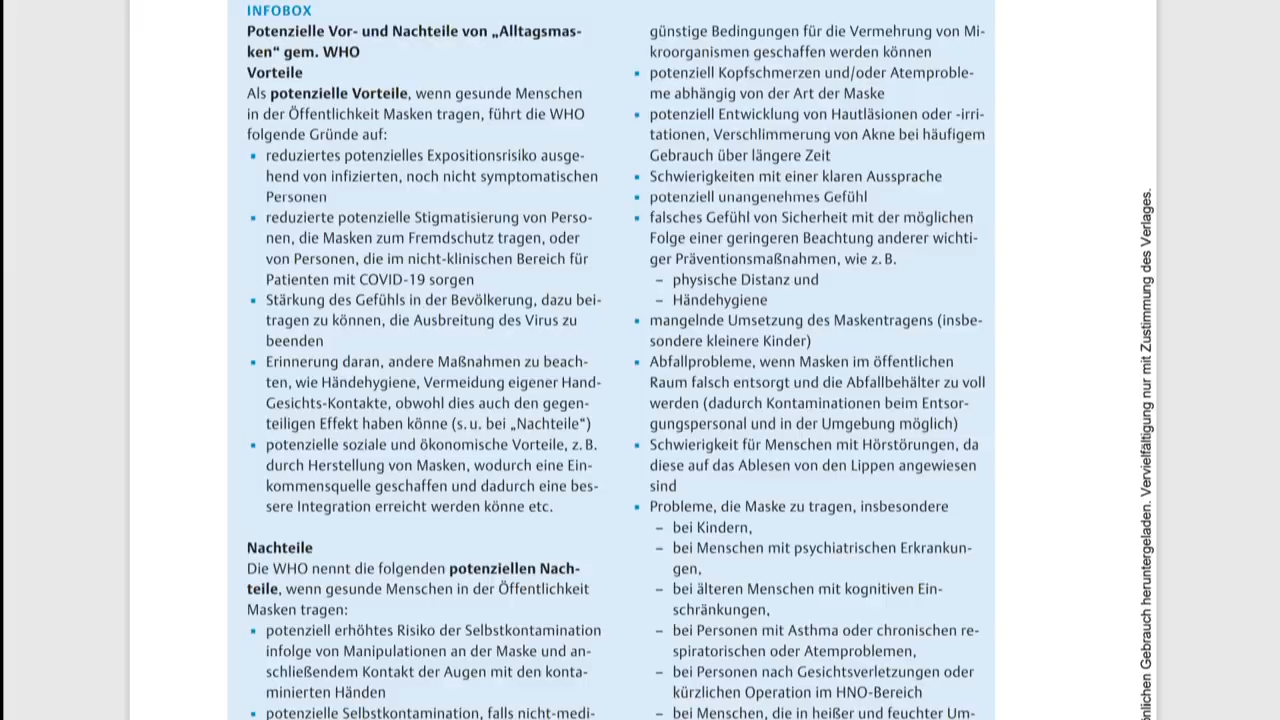 INFOBOX
Potenzielle Vor- und Nachteile von „Alltagsmas-
ken“ gem. WHO
Vorteile
Als potenzielle Vorteile, wenn gesunde Menschen
in der Öffentlichkeit Masken tragen, führt die WHO
folgende Gründe auf:
▪ reduziertes potenzielles Expositionsrisiko ausge-
hend von infizierten, noch nicht symptomatischen
Personen
▪ reduzierte potenzielle Stigmatisierung von Perso-
nen, die Masken zum Fremdschutz tragen, oder
von Personen, die im nicht-klinischen Bereich für
Patienten mit COVID-19 sorgen
▪ Stärkung des Gefühls in der Bevölkerung, dazu bei-
tragen zu können, die Ausbreitung des Virus zu
beenden
▪ Erinnerung daran, andere Maßnahmen zu beach-
ten, wie Händehygiene, Vermeidung eigener Hand-
Gesichts-Kontakte, obwohl dies auch den gegen-
teiligen Effekt haben könne (s. u. bei „Nachteile“)
▪ potenzielle soziale und ökonomische Vorteile, z. B.
durch Herstellung von Masken, wodurch eine Ein-
kommensquelle geschaffen und dadurch eine bes-
sere Integration erreicht werden könne etc.
Nachteile
Die WHO nennt die folgenden potenziellen Nach-
teile, wenn gesunde Menschen in der Öffentlichkeit
Masken tragen:
▪ potenziell erhöhtes Risiko der Selbstkontamination
infolge von Manipulationen an der Maske und an-
schließendem Kontakt der Augen mit den konta-
minierten Händen
▪ potenzielle Selbstkontamination, falls nicht-medi-
günstige Bedingungen für die Vermehrung von Mi-
kroorganismen geschaffen werden können
▪ potenziell Kopfschmerzen und/oder Atemproble-
me abhängig von der Art der Maske
▪ potenziell Entwicklung von Hautläsionen oder -irri-
tationen, Verschlimmerung von Akne bei häufigem
Gebrauch über längere Zeit
▪ Schwierigkeiten mit einer klaren Aussprache
▪ potenziell unangenehmes Gefühl
▪ falsches Gefühl von Sicherheit mit der möglichen
Folge einer geringeren Beachtung anderer wichti-
ger Präventionsmaßnahmen, wie z. B.
– physische Distanz und
– Händehygiene
▪ mangelnde Umsetzung des Maskentragens (insbe-
sondere kleinere Kinder)
▪ Abfallprobleme, wenn Masken im öffentlichen
Raum falsch entsorgt und die Abfallbehälter zu voll
werden (dadurch Kontaminationen beim Entsor-
gungspersonal und in der Umgebung möglich)
▪ Schwierigkeit für Menschen mit Hörstörungen, da
diese auf das Ablesen von den Lippen angewiesen
sind
▪ Probleme, die Maske zu tragen, insbesondere
– bei Kindern,
– bei Menschen mit psychiatrischen Erkrankun-
gen,
– bei älteren Menschen mit kognitiven Ein-
schränkungen,
– bei Personen mit Asthma oder chronischen re-
spiratorischen oder Atemproblemen,
– bei Personen nach Gesichtsverletzungen oder
kürzlichen Operation im HNO-Bereich
– bei Menschen, die in heißer und feuchter Um-
Gebrauch heruntergeladen. Vervielfältigung nur mit Zustimmung des Verlages.